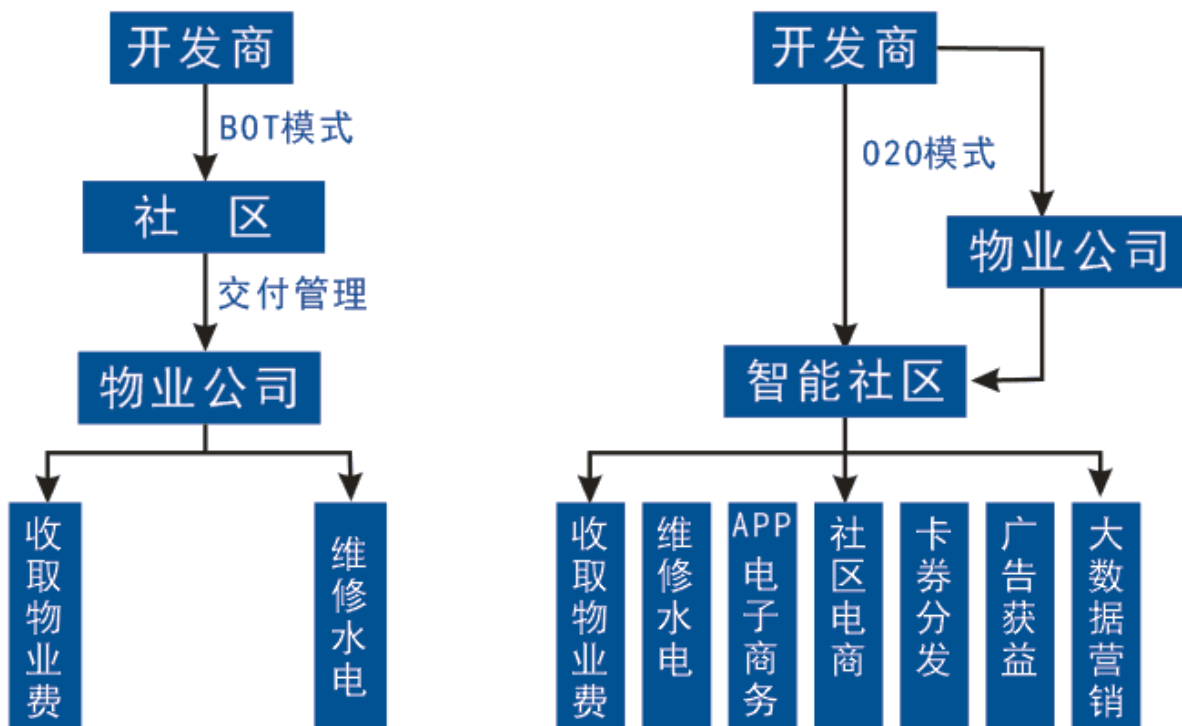 开发商
BOT模式
社 区
交付管理
物业公司
收取物业费
维修水电
开发商
O2O模式
物业公司
智能社区
收取物业费
维修水电
APP电子商务
社区电商
卡券分发
广告获益
大数据营销